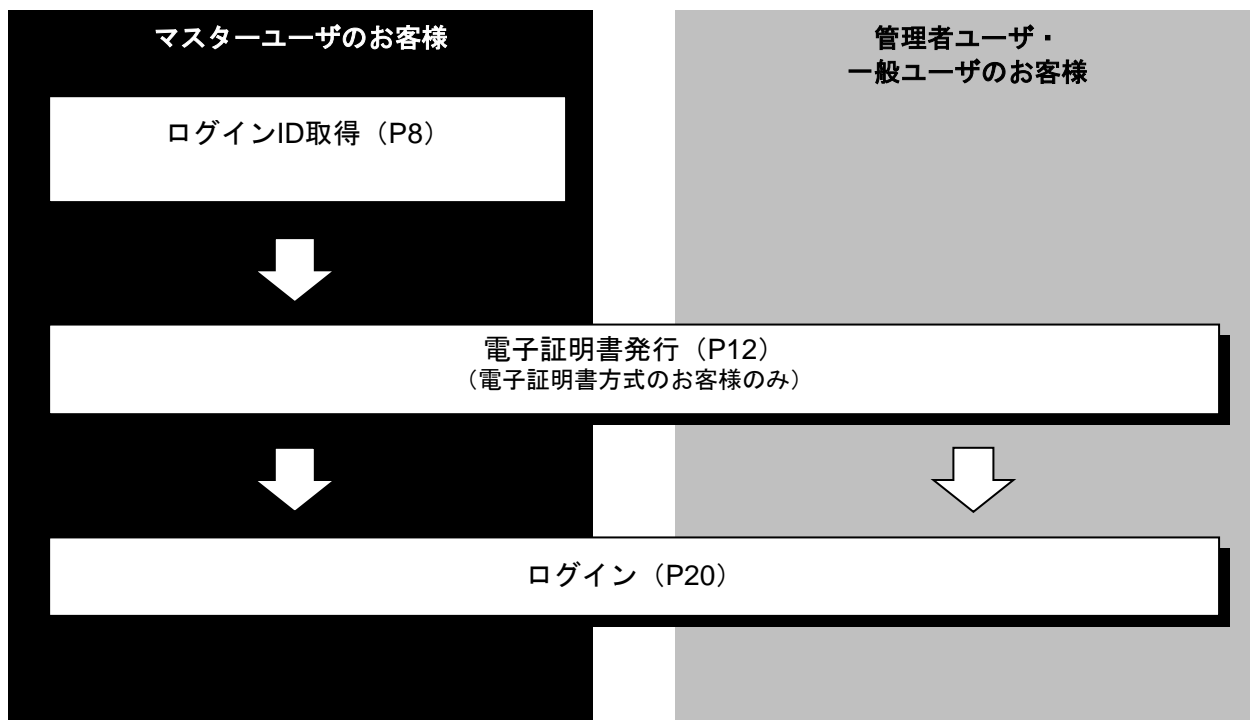 マスターユーザのお客様
管理者ユーザ・
一般ユーザのお客様
ログインID取得（P8）
電子証明書発行（P12）
（電子証明書方式のお客様のみ）
ログイン（P20）